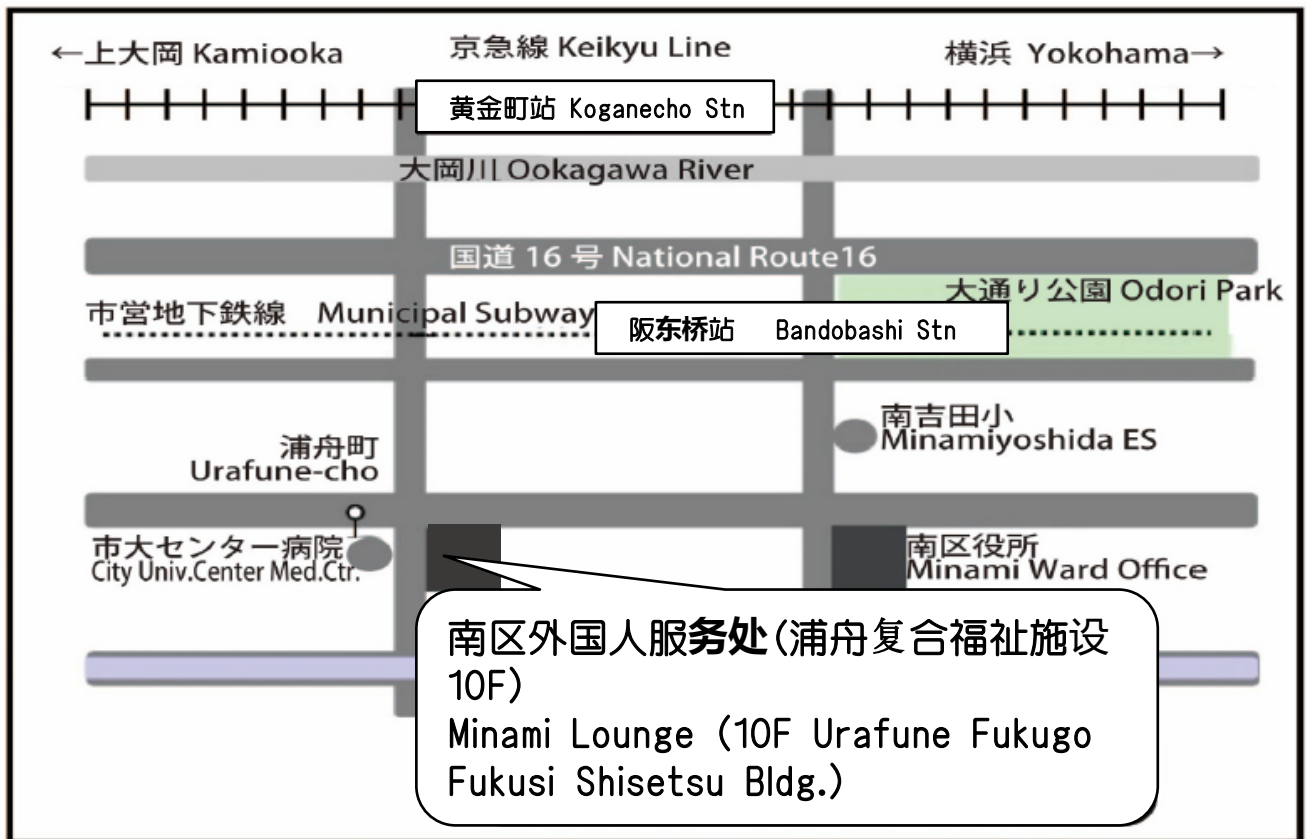 ←上大岡 Kamiooka
京急線 Keikyu Line
横浜 Yokohama→
黄金町站 Koganecho Stn
大岡川 Ookagawa River
国道 16 号 National Route16
大通り公園 Odori Park
市営地下鉄線 Municipal Subway
阪东桥站 Bandobashi Stn
南吉田小
Minamiyoshida ES
浦舟町
Urafune-cho
市大センター病院
City Univ.Center Med.Ctr.
南区役所
Minami Ward Office
南区外国人服务处(浦舟复合福祉施设
10F)
Minami Lounge (10F Urafune Fukugo
Fukusi Shisetsu Bldg.)